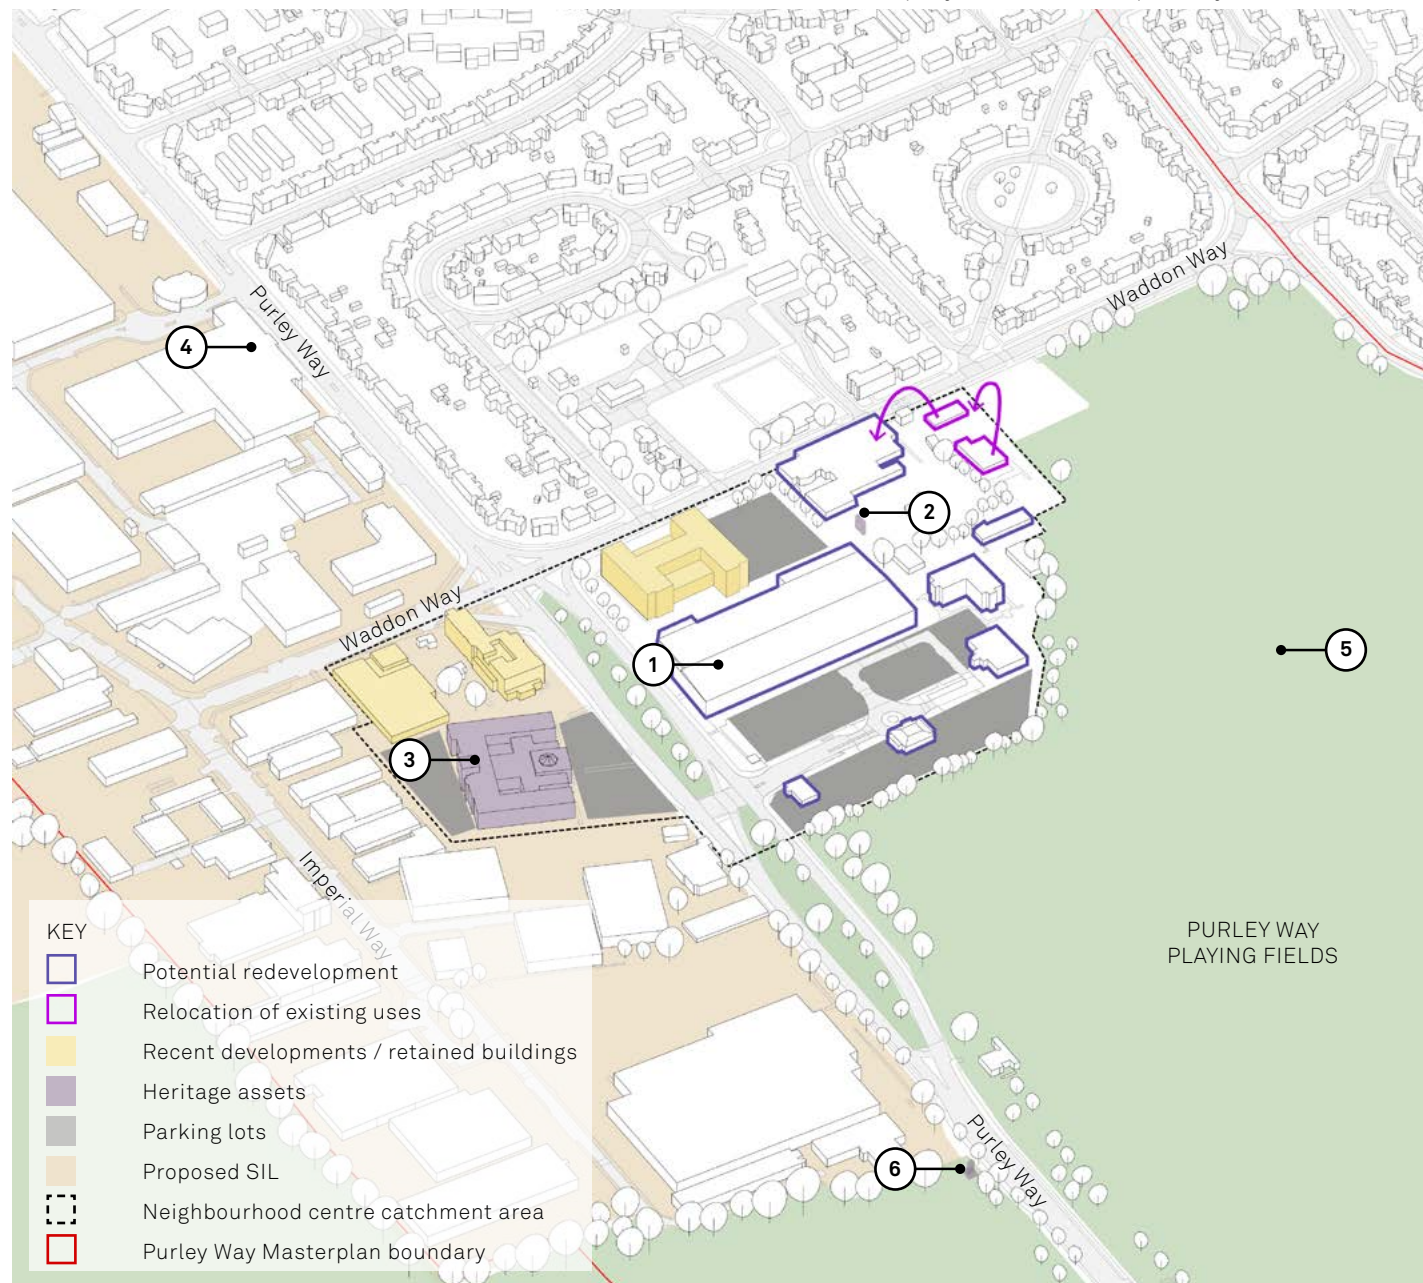 Waddon Way
Purley Way
4
2
Waddon Way
1
5
3
PURLEY WAY
PLAYING FIELDS
Imperial Way
KEY
Potential redevelopment
Relocation of existing uses
Recent developments / retained buildings
Heritage assets
Parking lots
Proposed SIL
Neighbourhood centre catchment area
Purley Way Masterplan boundary
Purley Way
6